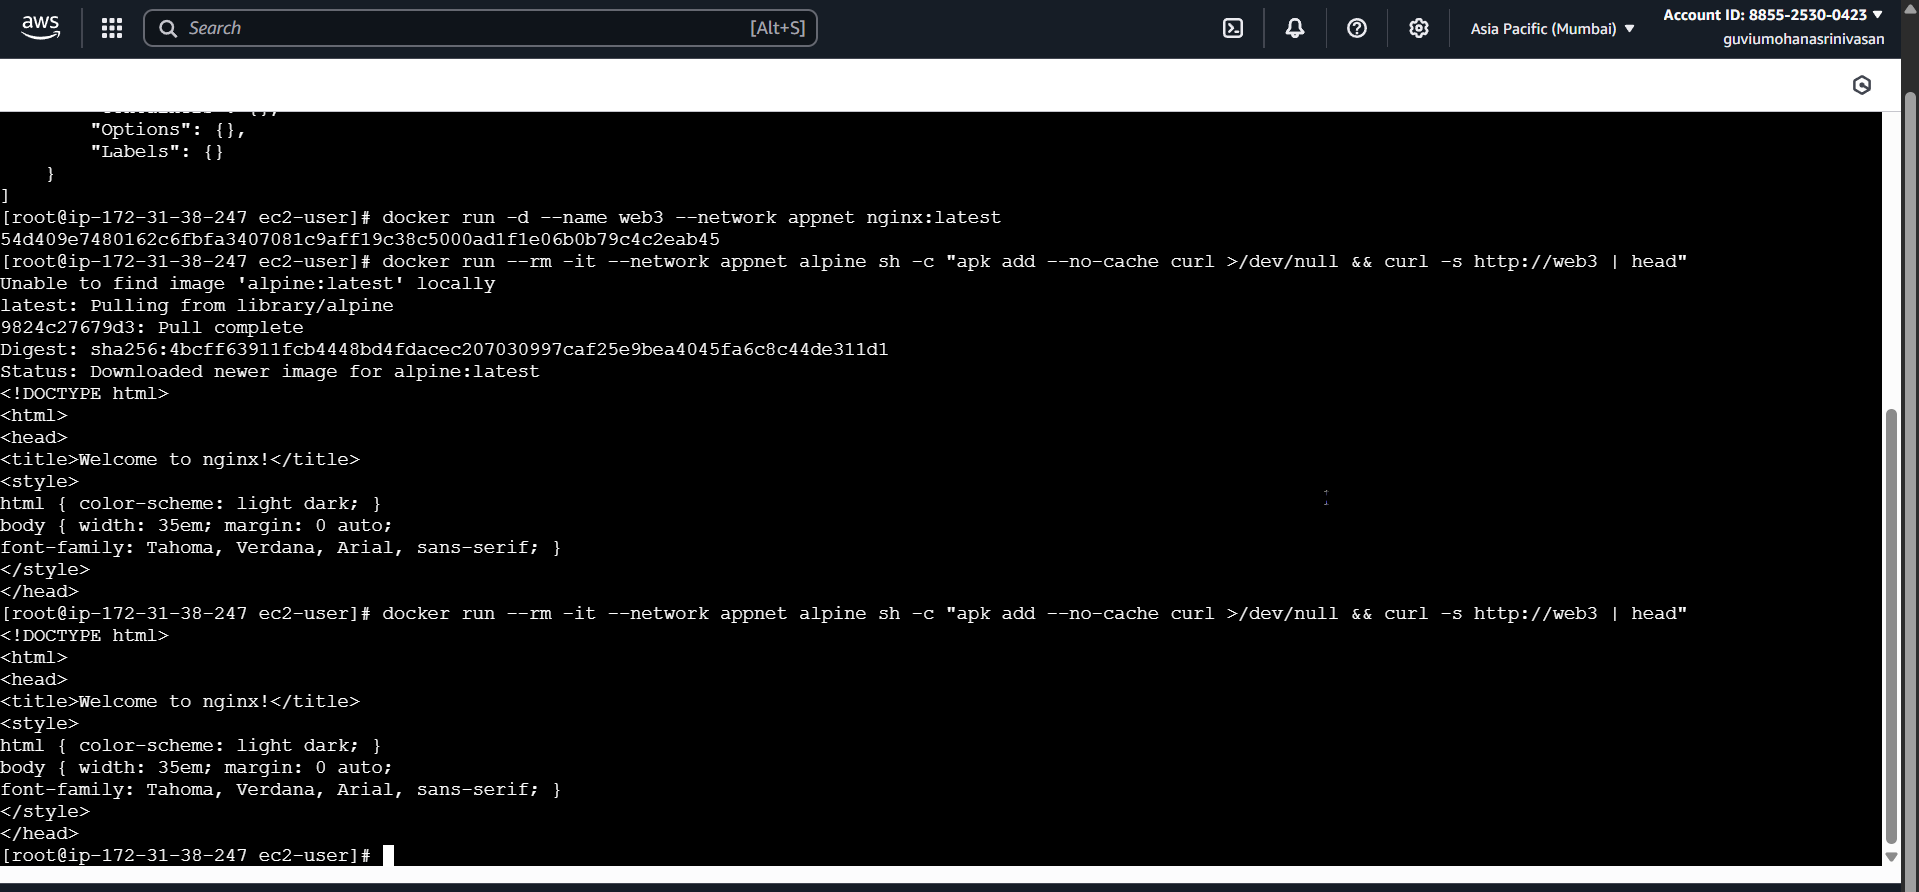 aws
Search
[Alt+S]
Asia Pacific (Mumbai)
Account ID: 8855-2530-0423
guviumohanasrinivasan
"Options": {},
"Labels": {}
}
]
[root@ip-172-31-38-247 ec2-user]# docker run -d --name web3 --network appnet nginx:latest
54d409e7480162c6fbfa3407081c9aff19c38c5000ad1f1e06b0b79c4c2eab45
[root@ip-172-31-38-247 ec2-user]# docker run --rm -it --network appnet alpine sh -c "apk add --no-cache curl >/dev/null && curl -s http://web3 | head"
Unable to find image 'alpine:latest' locally
latest: Pulling from library/alpine
9824c27679d3: Pull complete
Digest: sha256:4bcff63911fcb4448bd4fdacec207030997caf25e9bea4045fa6c8c44de311d1
Status: Downloaded newer image for alpine:latest
<!DOCTYPE html>
<html>
<head>
<title>Welcome to nginx!</title>
<style>
html { color-scheme: light dark; }
body { width: 35em; margin: 0 auto;
font-family: Tahoma, Verdana, Arial, sans-serif; }
</style>
</head>
[root@ip-172-31-38-247 ec2-user]# docker run --rm -it --network appnet alpine sh -c "apk add --no-cache curl >/dev/null && curl -s http://web3 | head"
<!DOCTYPE html>
<html>
<head>
<title>Welcome to nginx!</title>
<style>
html { color-scheme: light dark; }
body { width: 35em; margin: 0 auto;
font-family: Tahoma, Verdana, Arial, sans-serif; }
</style>
</head>
[root@ip-172-31-38-247 ec2-user]#